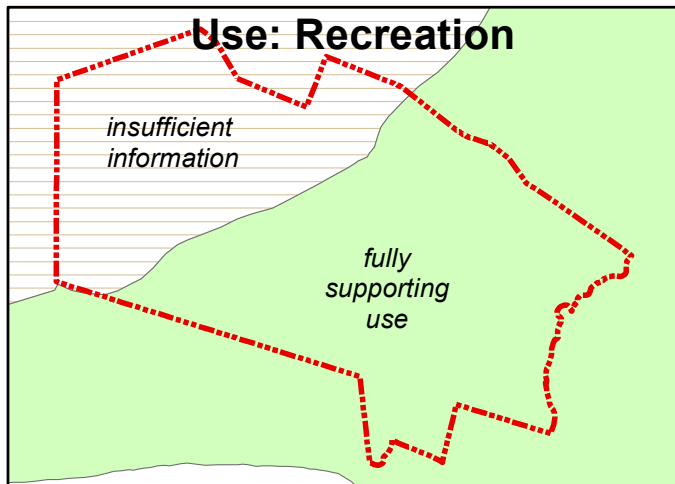 Use: Recreation
insufficient
information
fully
supporting
use